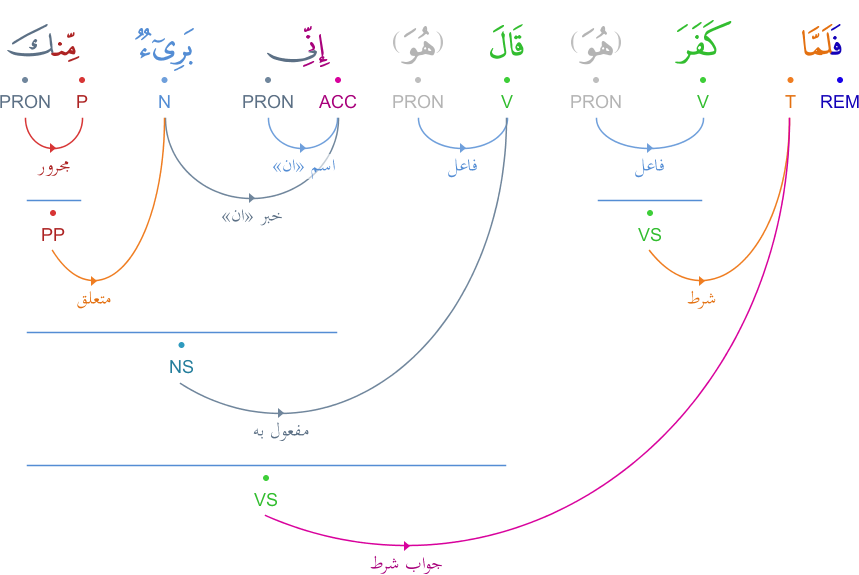 فَلَمَّا كَفَرَ (هُوَ) قَالَ (هُوَ) إِنِّى بَرِىٓءٌ مِّنكَ
REM T V PRON V PRON ACC PRON N P PRON
فاعل فاعل اسم «ان» مجرور
خبر «ان»
VS PP
شرط متعلق
NS
مفعول به
VS
جواب شرط